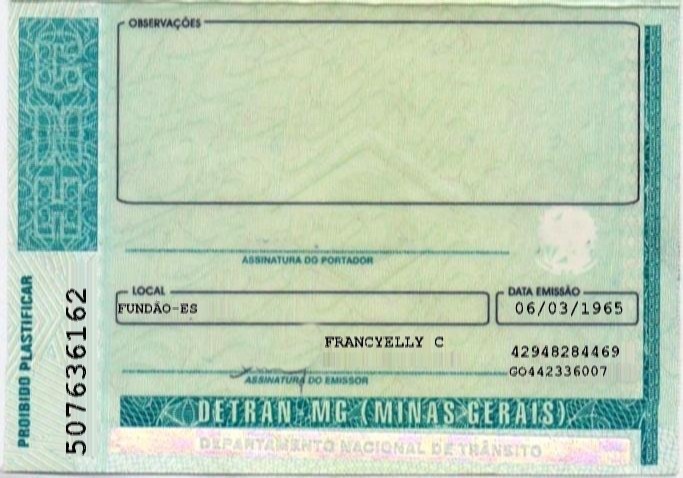 OBSERVAÇÕES
ASSINATURA DO PORTADOR
LOCAL
FUNDÃO-ES
DATA EMISSÃO
06/03/1965
FRANCYELLY C
42948284469
GO442336007
ASSINATURA DO EMISSOR
DETRAN-MG (MINAS GERAIS)
DEPARTAMENTO NACIONAL DE TRÂNSITO
PROIBIDO PLASTIFICAR
507636162